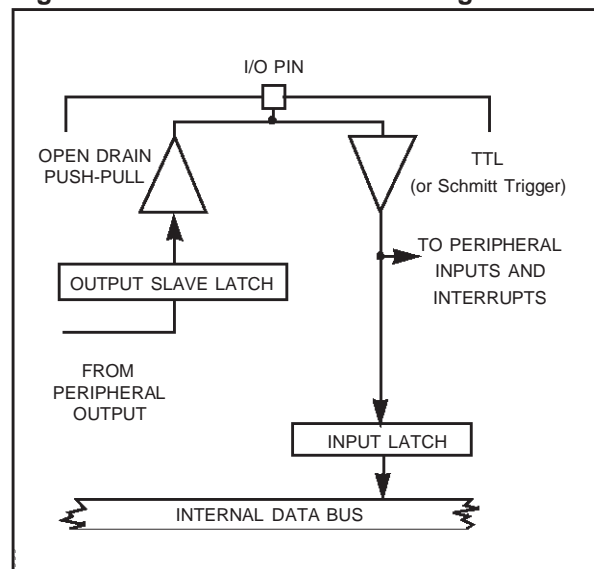 I/O PIN
OPEN DRAIN
PUSH-PULL
TTL
(or Schmitt Trigger)
TO PERIPHERAL
INPUTS AND
INTERRUPTS
OUTPUT SLAVE LATCH
FROM
PERIPHERAL
OUTPUT
INPUT LATCH
INTERNAL DATA BUS